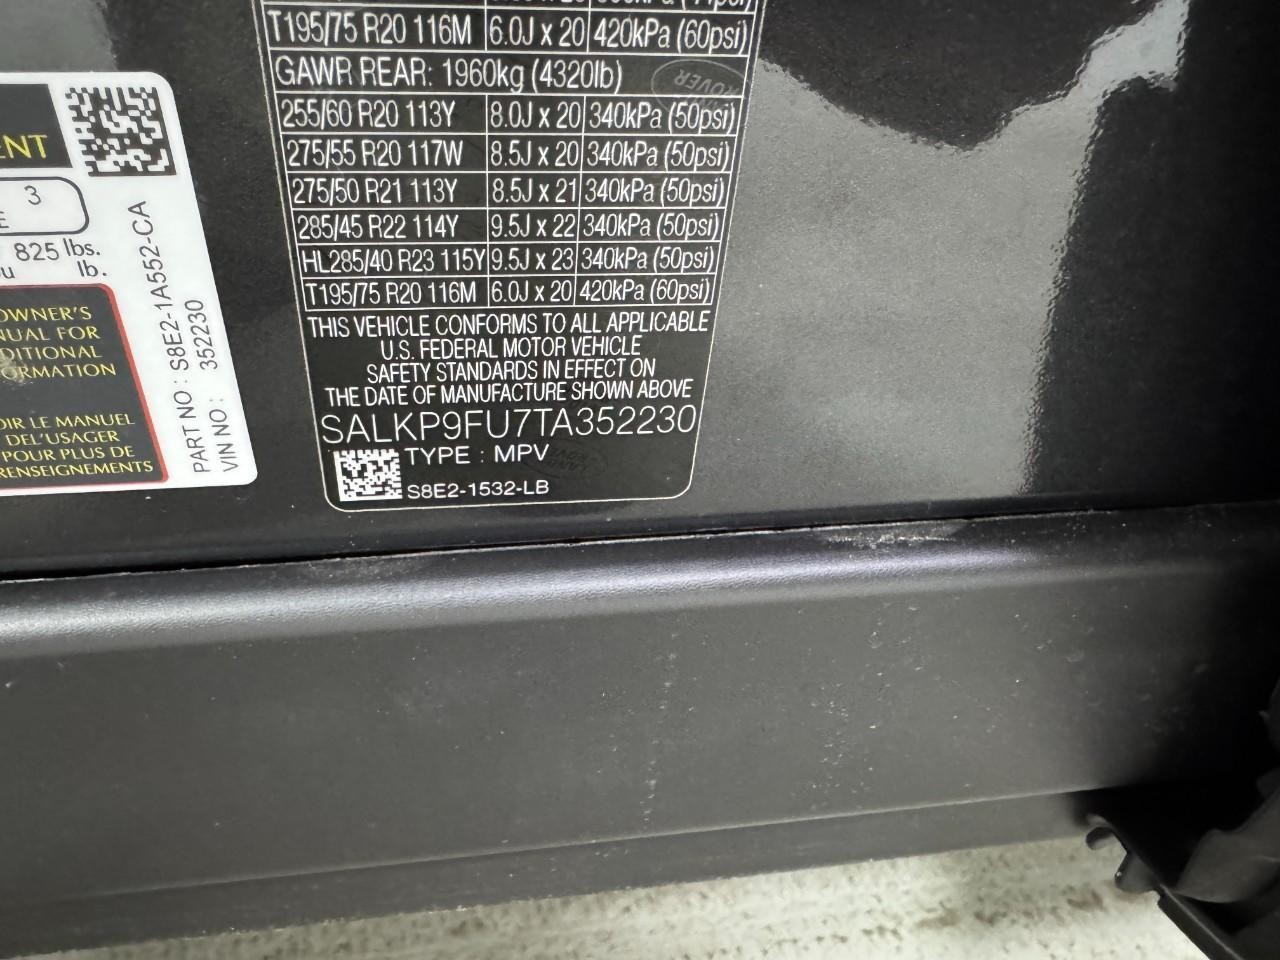 T195/75 R20 116M 6.0J x 20 420kPa (60psi)
GAWR REAR: 1960kg (4320lb)
ROVER
255/60 R20 113Y 8.0J x 20 340kPa (50psi)
275/55 R20 117W 8.5J x 20 340kPa (50psi)
275/50 R21 113Y 8.5J x 21 340kPa (50psi)
285/45 R22 114Y 9.5J x 22 340kPa (50psi)
HL285/40 R23 115Y 9.5J x 23 340kPa (50psi)
T195/75 R20 116M 6.0J x 20 420kPa (60psi)
THIS VEHICLE CONFORMS TO ALL APPLICABLE
U.S. FEDERAL MOTOR VEHICLE
SAFETY STANDARDS IN EFFECT ON
THE DATE OF MANUFACTURE SHOWN ABOVE
SALKP9FU7TA352230
TYPE : MPV
S8E2-1532-LB
3
825 lbs.
lb.
OWNER'S
FOR
VOIR LE MANUEL
DEL'USAGER
POUR PLUS DE
RENSEIGNEMENTS
PART NO : S8E2-1A552-CA
VIN NO : 352230